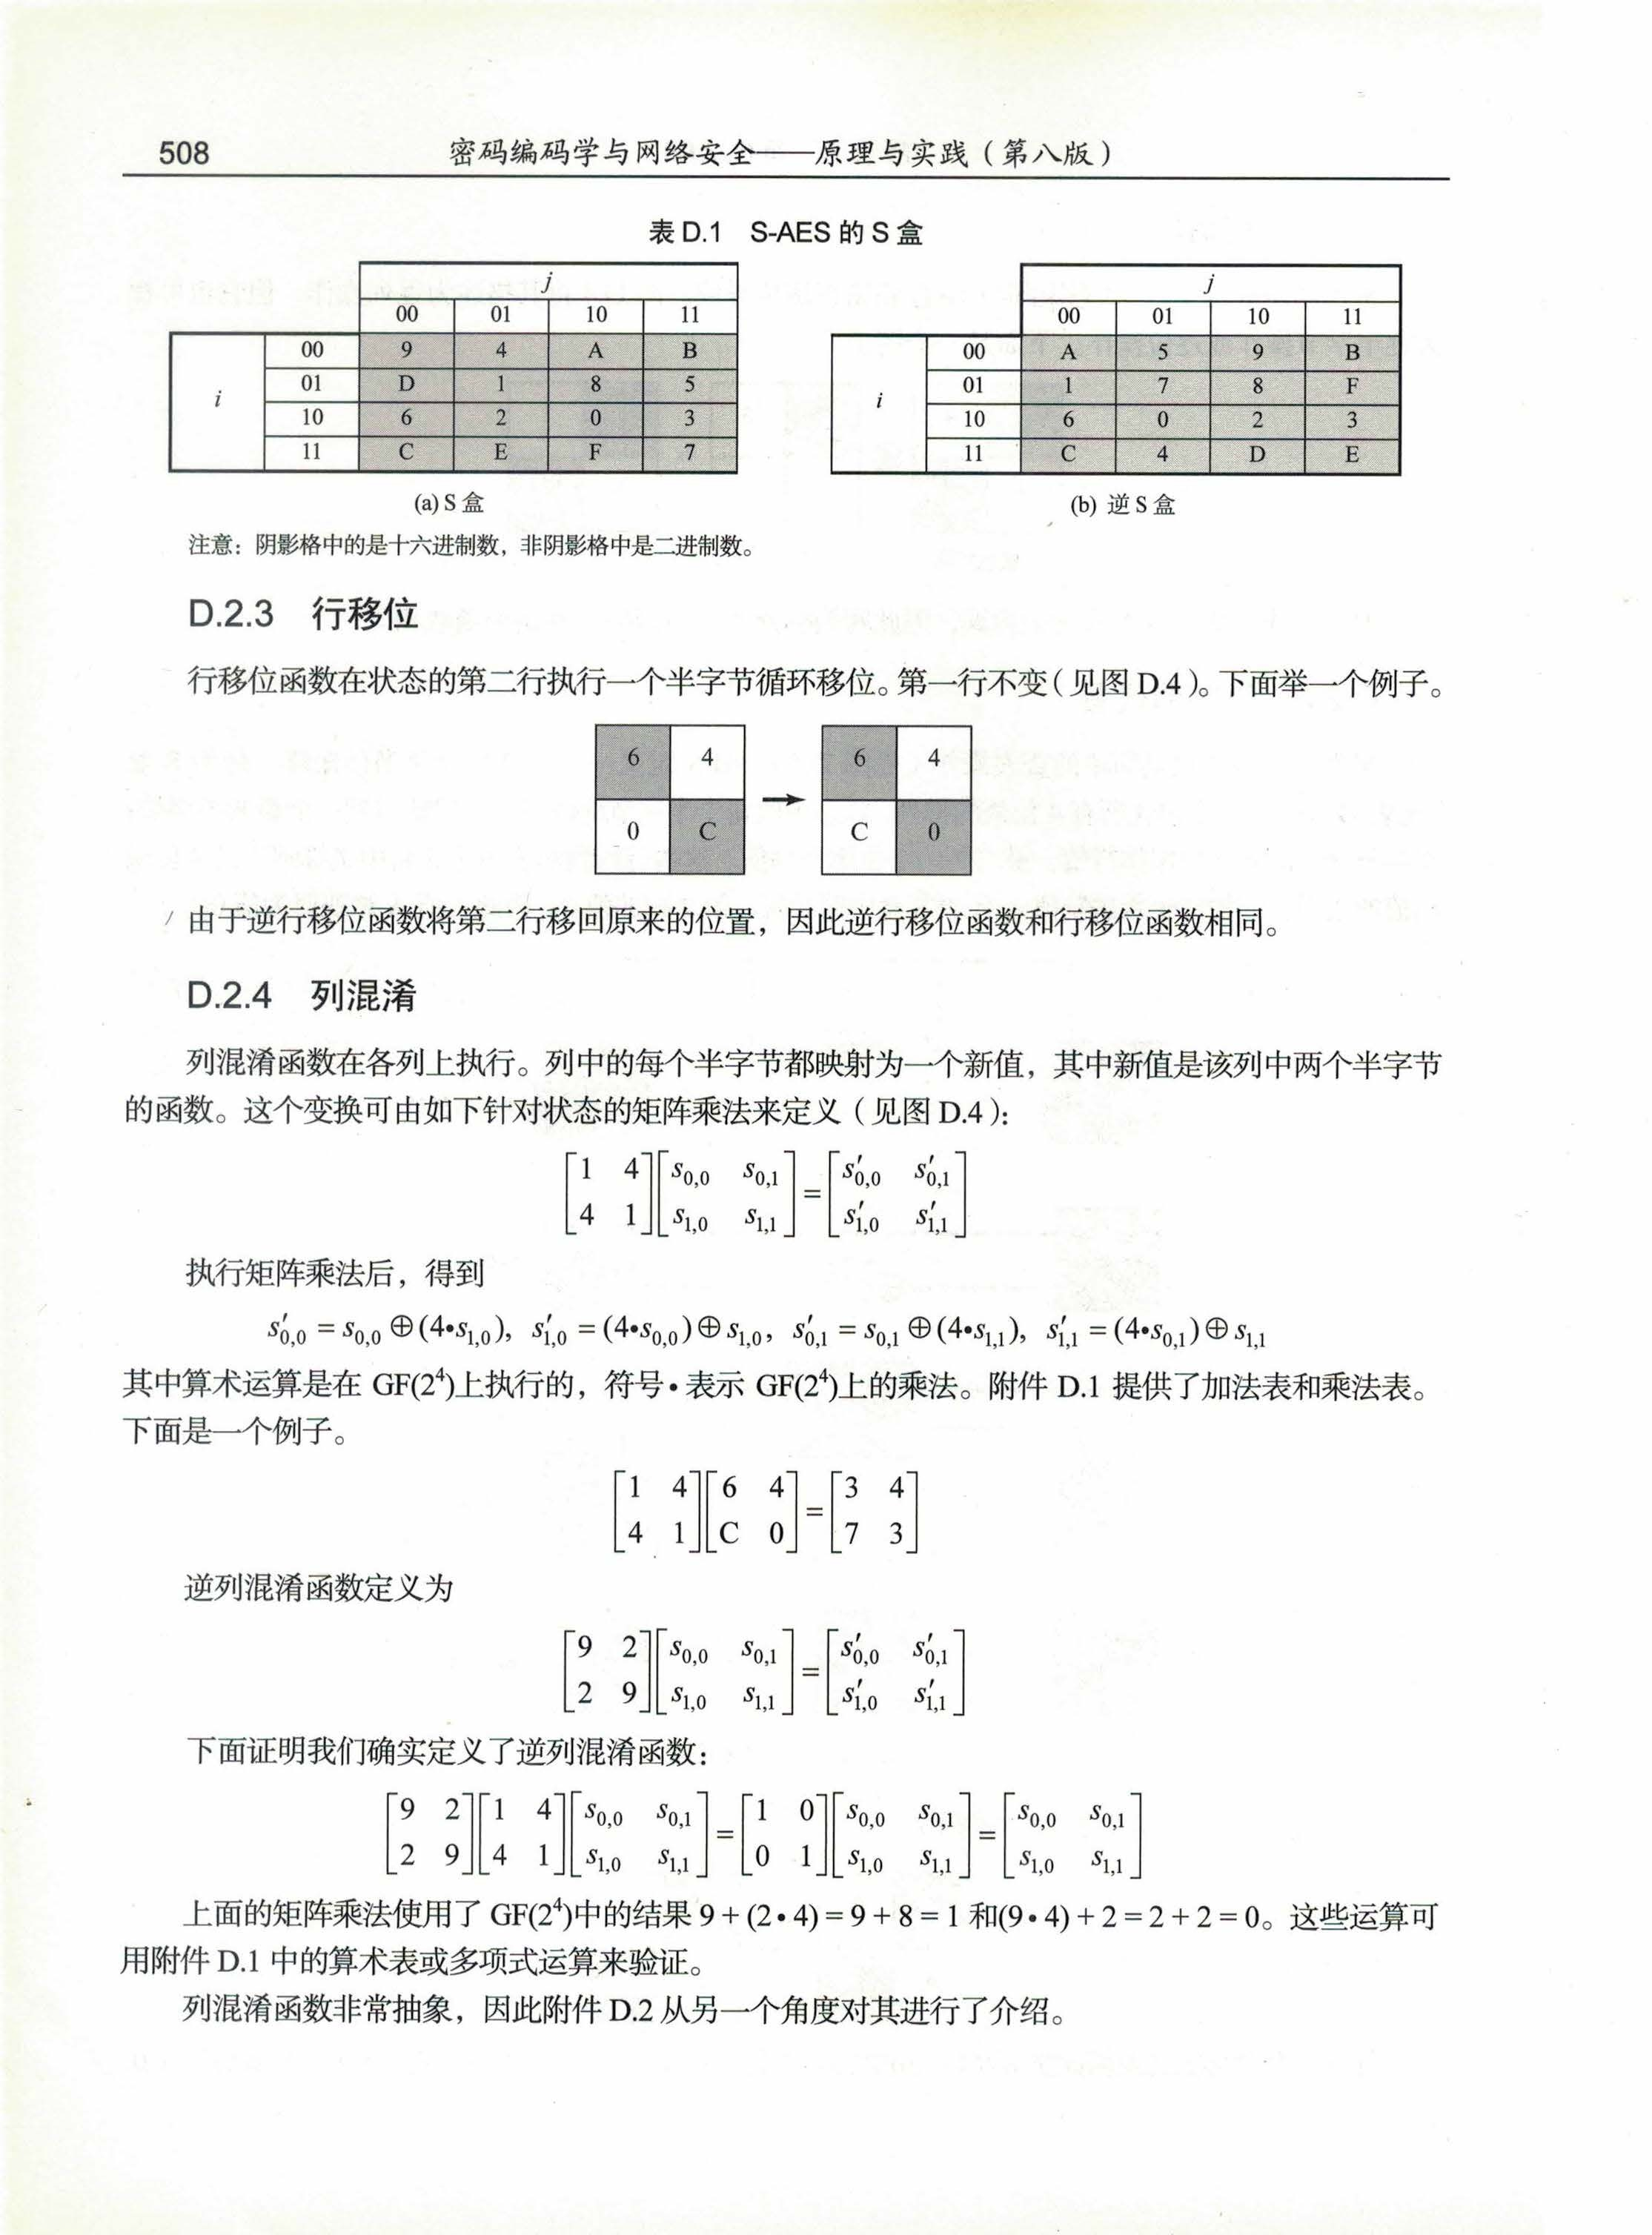 508 密码编码学与网络安全——原理与实践（第八版）
表 D.1 S-AES 的 S 盒
j
00 01 10 11
i
00 9 4 A B
01 D 1 8 5
10 6 2 0 3
11 C E F 7
(a) S 盒
j
00 01 10 11
i
00 A 5 9 B
01 1 7 8 F
10 6 0 2 3
11 C 4 D E
(b) 逆 S 盒
注意：阴影格中的是十六进制数，非阴影格中是二进制数。
D.2.3 行移位
行移位函数在状态的第二行执行一个半字节循环移位。第一行不变（见图 D.4）。下面举一个例子。
6 4 → 6 4
0 C C 0
由于逆行移位函数将第二行移回原来的位置，因此逆行移位函数和行移位函数相同。
D.2.4 列混淆
列混淆函数在各列上执行。列中的每个半字节都映射为一个新值，其中新值是该列中两个半字节
的函数。这个变换可由如下针对状态的矩阵乘法来定义（见图 D.4）：
[1 4; 4 1][s0,0 s0,1; s1,0 s1,1] = [s′0,0 s′0,1; s′1,0 s′1,1]
执行矩阵乘法后，得到
s′0,0 = s0,0 ⊕ (4•s1,0), s′1,0 = (4•s0,0) ⊕ s1,0, s′0,1 = s0,1 ⊕ (4•s1,1), s′1,1 = (4•s0,1) ⊕ s1,1
其中算术运算是在 GF(2⁴)上执行的，符号 • 表示 GF(2⁴)上的乘法。附件 D.1 提供了加法表和乘法表。
下面是一个例子。
[1 4; 4 1][6 4; C 0] = [3 4; 7 3]
逆列混淆函数定义为
[9 2; 2 9][s0,0 s0,1; s1,0 s1,1] = [s′0,0 s′0,1; s′1,0 s′1,1]
下面证明我们确实定义了逆列混淆函数：
[9 2; 2 9][1 4; 4 1][s0,0 s0,1; s1,0 s1,1] = [1 0; 0 1][s0,0 s0,1; s1,0 s1,1] = [s0,0 s0,1; s1,0 s1,1]
上面的矩阵乘法使用了 GF(2⁴)中的结果 9 + (2 • 4) = 9 + 8 = 1 和(9 • 4) + 2 = 2 + 2 = 0。这些运算可
用附件 D.1 中的算术表或多项式运算来验证。
列混淆函数非常抽象，因此附件 D.2 从另一个角度对其进行了介绍。